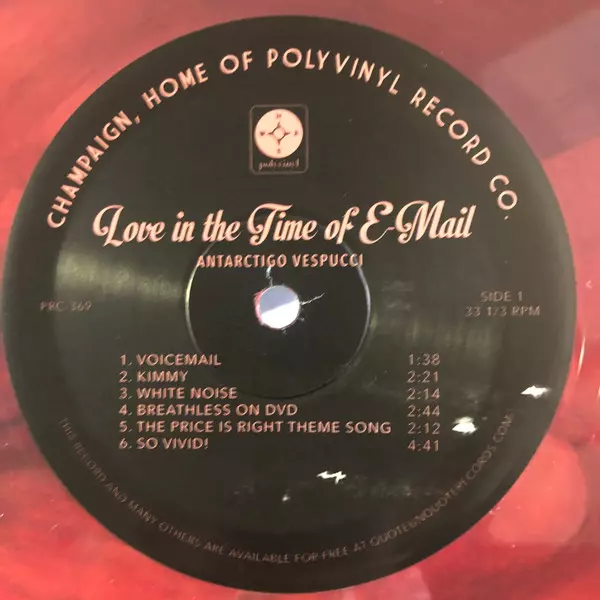 CHAMPAIGN, HOME OF POLYVINYL RECORD CO.
polyvinyl
Love in the Time of E-Mail
ANTARCTIGO VESPUCCI
PRC-369
SIDE 1
33 1/3 RPM
1. VOICEMAIL 1:38
2. KIMMY 2:21
3. WHITE NOISE 2:14
4. BREATHLESS ON DVD 2:44
5. THE PRICE IS RIGHT THEME SONG 2:12
6. SO VIVID! 4:41
THIS RECORD AND MANY OTHERS ARE AVAILABLE FOR FREE AT QUOTEUNQUOTERECORDS.COM